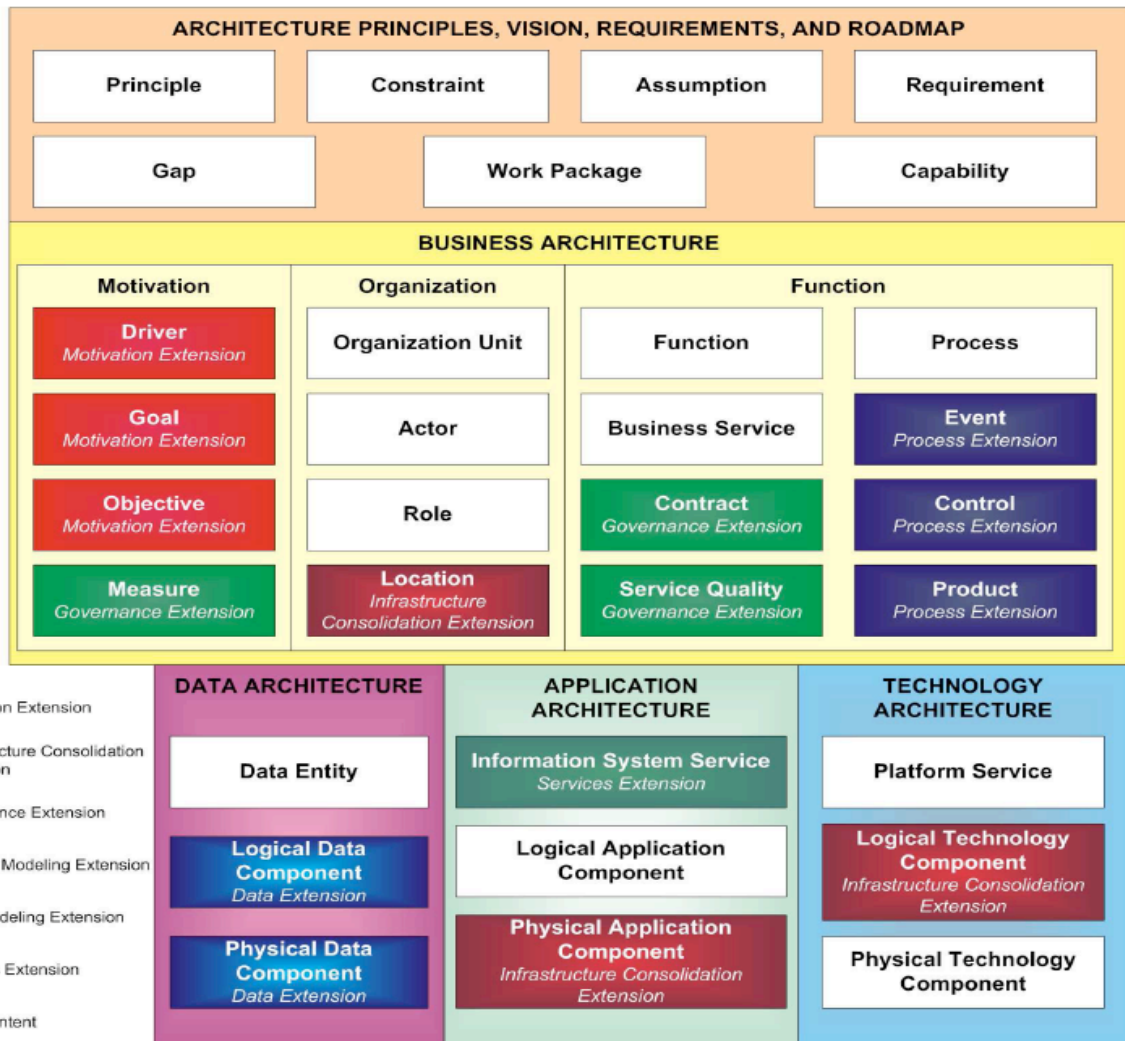 ARCHITECTURE PRINCIPLES, VISION, REQUIREMENTS, AND ROADMAP
Principle
Constraint
Assumption
Requirement
Gap
Work Package
Capability
BUSINESS ARCHITECTURE
Motivation
Organization
Function
Driver
Motivation Extension
Organization Unit
Function
Process
Goal
Motivation Extension
Actor
Business Service
Event
Process Extension
Objective
Motivation Extension
Role
Contract
Governance Extension
Control
Process Extension
Measure
Governance Extension
Location
Infrastructure
Consolidation Extension
Service Quality
Governance Extension
Product
Process Extension
on Extension
cture Consolidation
n
nce Extension
Modeling Extension
deling Extension
Extension
ntent
DATA ARCHITECTURE
Data Entity
Logical Data
Component
Data Extension
Physical Data
Component
Data Extension
APPLICATION
ARCHITECTURE
Information System Service
Services Extension
Logical Application
Component
Physical Application
Component
Infrastructure Consolidation
Extension
TECHNOLOGY
ARCHITECTURE
Platform Service
Logical Technology
Component
Infrastructure Consolidation
Extension
Physical Technology
Component